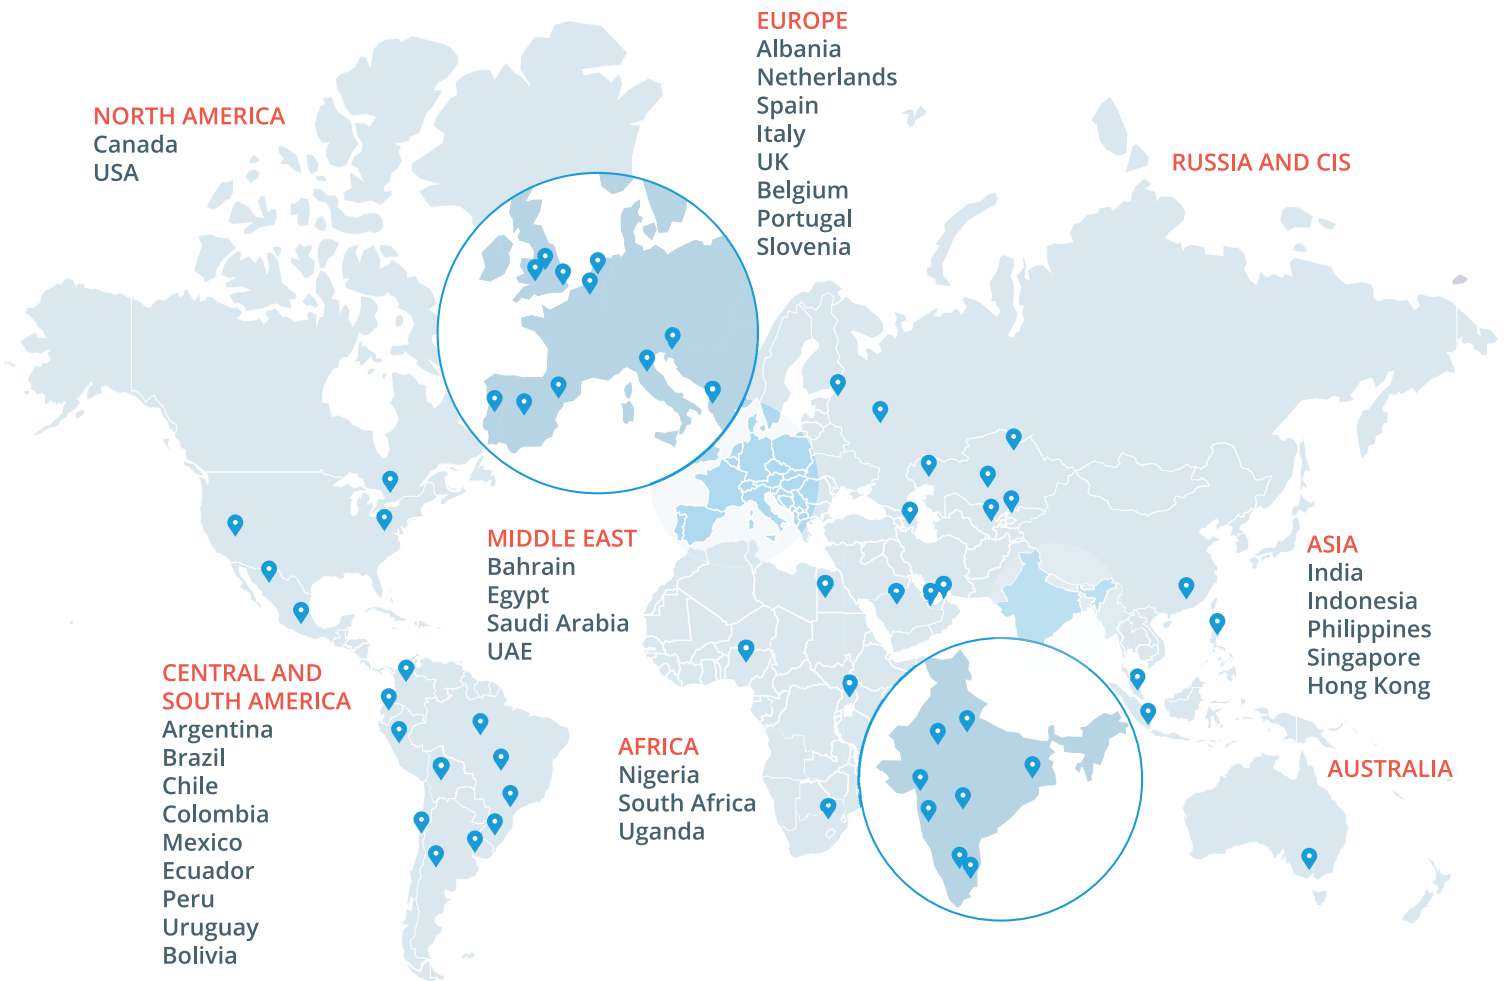 EUROPE
Albania
Netherlands
Spain
Italy
UK
Belgium
Portugal
Slovenia
NORTH AMERICA
Canada
USA
RUSSIA AND CIS
MIDDLE EAST
Bahrain
Egypt
Saudi Arabia
UAE
ASIA
India
Indonesia
Philippines
Singapore
Hong Kong
CENTRAL AND
SOUTH AMERICA
Argentina
Brazil
Chile
Colombia
Mexico
Ecuador
Peru
Uruguay
Bolivia
AFRICA
Nigeria
South Africa
Uganda
AUSTRALIA